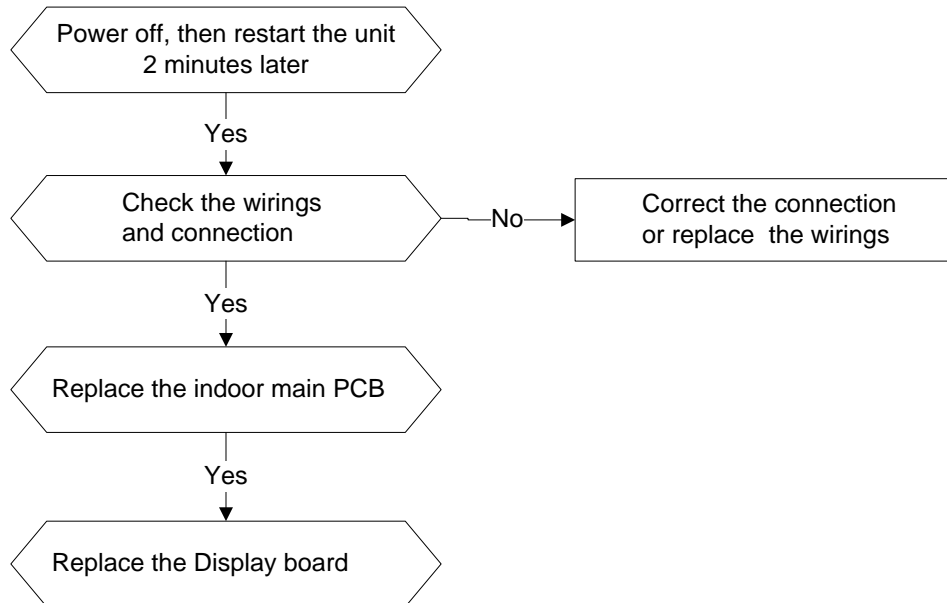 Power off, then restart the unit
2 minutes later
Yes
Check the wirings
and connection
No
Correct the connection
or replace the wirings
Yes
Replace the indoor main PCB
Yes
Replace the Display board